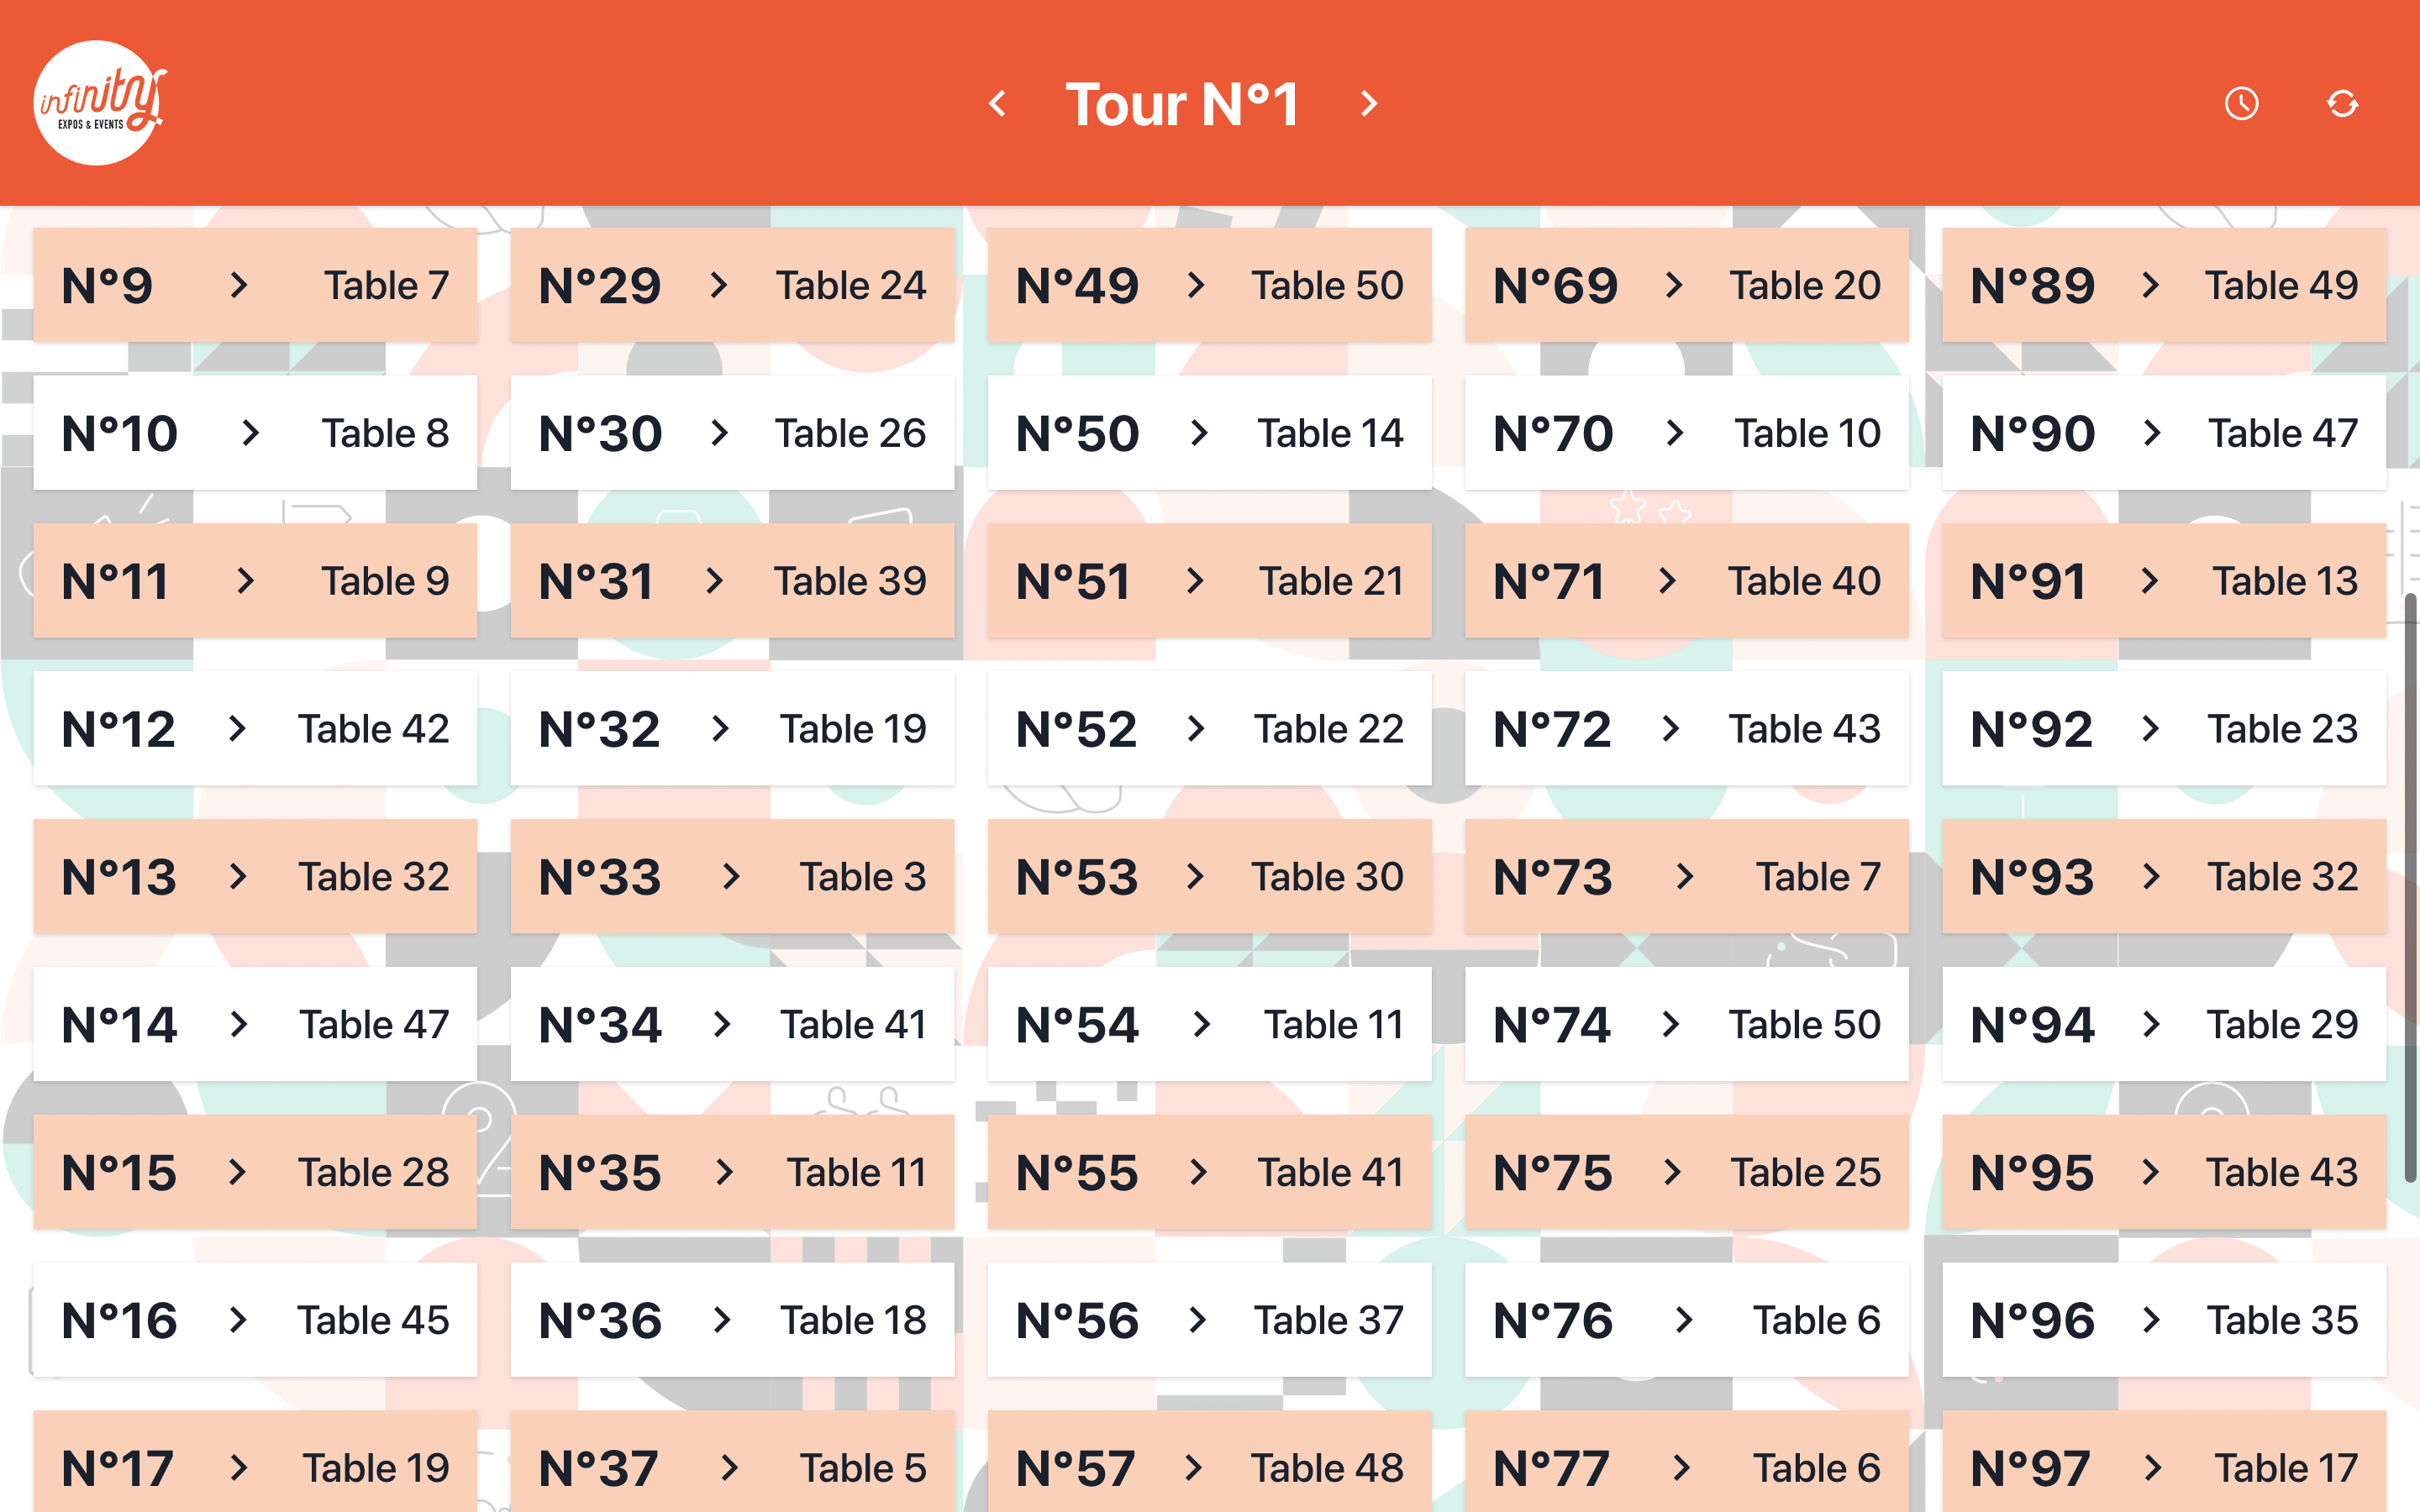 infinity
EXPOS & EVENTS
Tour N°1
N°9 Table 7 N°29 Table 24 N°49 Table 50 N°69 Table 20 N°89 Table 49
N°10 Table 8 N°30 Table 26 N°50 Table 14 N°70 Table 10 N°90 Table 47
N°11 Table 9 N°31 Table 39 N°51 Table 21 N°71 Table 40 N°91 Table 13
N°12 Table 42 N°32 Table 19 N°52 Table 22 N°72 Table 43 N°92 Table 23
N°13 Table 32 N°33 Table 3 N°53 Table 30 N°73 Table 7 N°93 Table 32
N°14 Table 47 N°34 Table 41 N°54 Table 11 N°74 Table 50 N°94 Table 29
N°15 Table 28 N°35 Table 11 N°55 Table 41 N°75 Table 25 N°95 Table 43
N°16 Table 45 N°36 Table 18 N°56 Table 37 N°76 Table 6 N°96 Table 35
N°17 Table 19 N°37 Table 5 N°57 Table 48 N°77 Table 6 N°97 Table 17